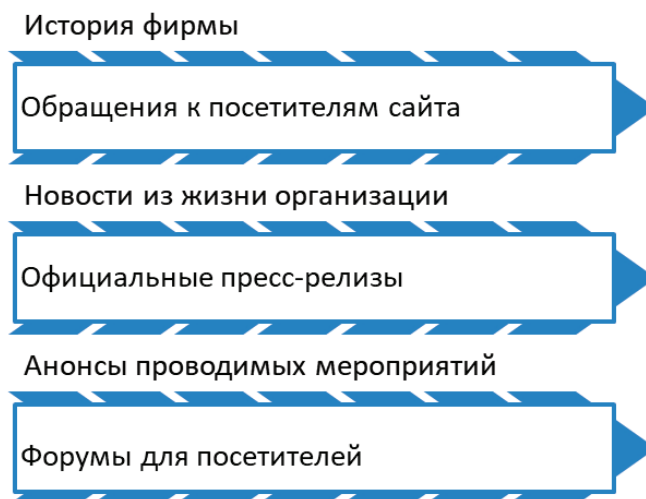 История фирмы
Обращения к посетителям сайта
Новости из жизни организации
Официальные пресс-релизы
Анонсы проводимых мероприятий
Форумы для посетителей